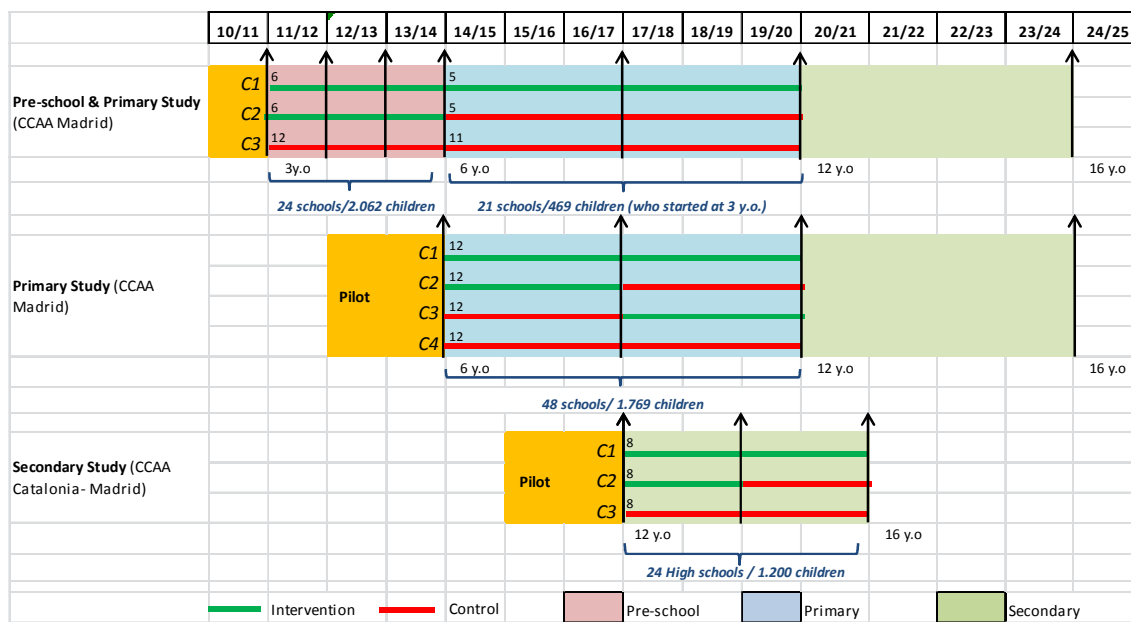 10/11 11/12 12/13 13/14 14/15 15/16 16/17 17/18 18/19 19/20 20/21 21/22 22/23 23/24 24/25
Pre-school & Primary Study
(CCAA Madrid)
C1 6 5
C2 6 5
C3 12 11
3y.o 6 y.o 12 y.o 16 y.o
24 schools/2.062 children 21 schools/469 children (who started at 3 y.o.)
Primary Study (CCAA
Madrid)
Pilot
C1 12
C2 12
C3 12
C4 12
6 y.o 12 y.o 16 y.o
48 schools/ 1.769 children
Secondary Study (CCAA
Catalonia- Madrid)
Pilot
C1 8
C2 8
C3 8
12 y.o 16 y.o
24 High schools / 1.200 children
Intervention Control Pre-school Primary Secondary